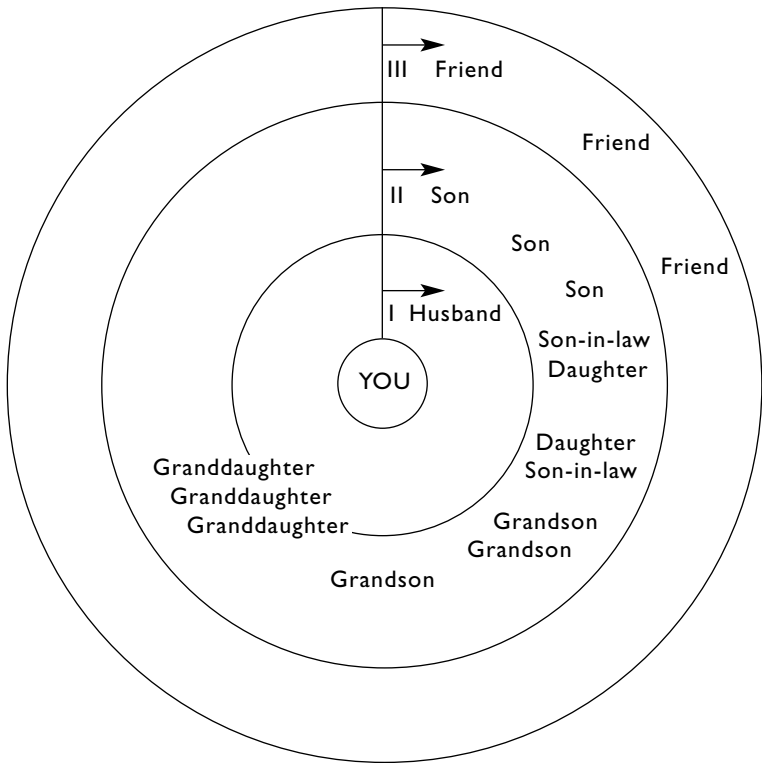 III Friend
Friend
II Son
Son
Friend
Son
I Husband
Son-in-law
Daughter
YOU
Daughter
Son-in-law
Granddaughter
Granddaughter
Granddaughter
Grandson
Grandson
Grandson